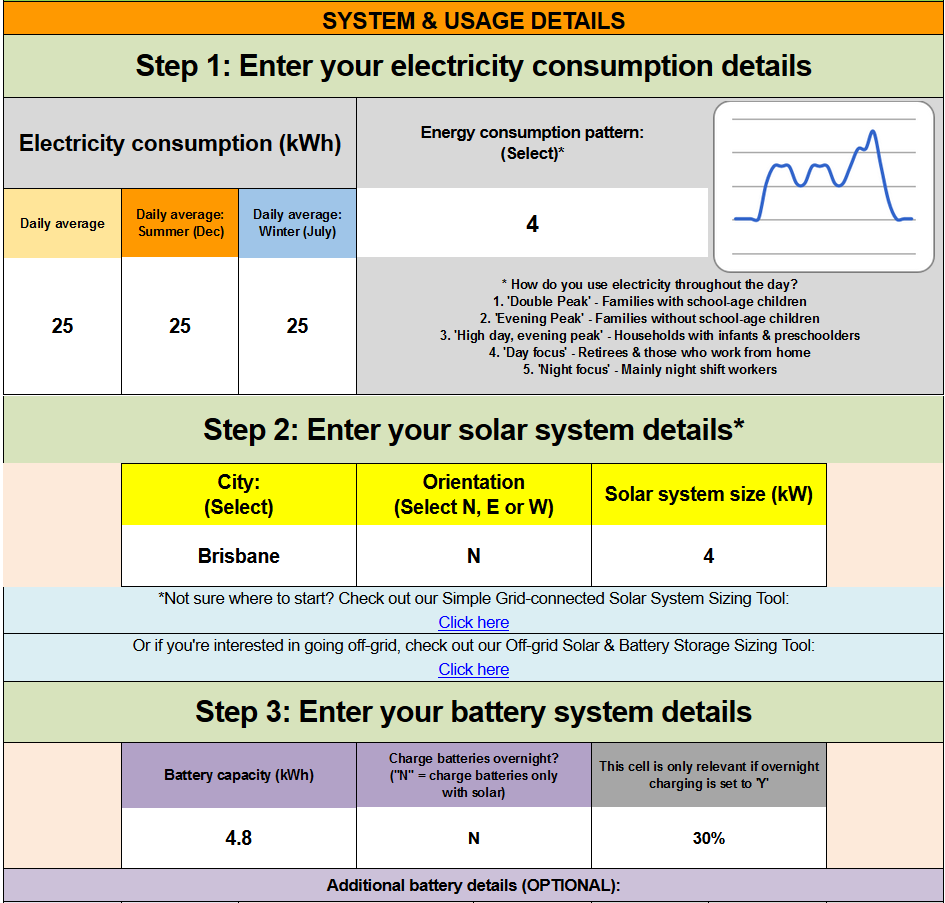 SYSTEM & USAGE DETAILS
Step 1: Enter your electricity consumption details
Electricity consumption (kWh)
Energy consumption pattern:
(Select)*
Daily average
Daily average:
Summer (Dec)
Daily average:
Winter (July)
4
25
25
25
* How do you use electricity throughout the day?
1. 'Double Peak' - Families with school-age children
2. 'Evening Peak' - Families without school-age children
3. 'High day, evening peak' - Households with infants & preschoolders
4. 'Day focus' - Retirees & those who work from home
5. 'Night focus' - Mainly night shift workers
Step 2: Enter your solar system details*
City:
(Select)
Orientation
(Select N, E or W)
Solar system size (kW)
Brisbane
N
4
*Not sure where to start? Check out our Simple Grid-connected Solar System Sizing Tool:
Click here
Or if you're interested in going off-grid, check out our Off-grid Solar & Battery Storage Sizing Tool:
Click here
Step 3: Enter your battery system details
Battery capacity (kWh)
Charge batteries overnight?
("N" = charge batteries only
with solar)
This cell is only relevant if overnight
charging is set to 'Y'
4.8
N
30%
Additional battery details (OPTIONAL):